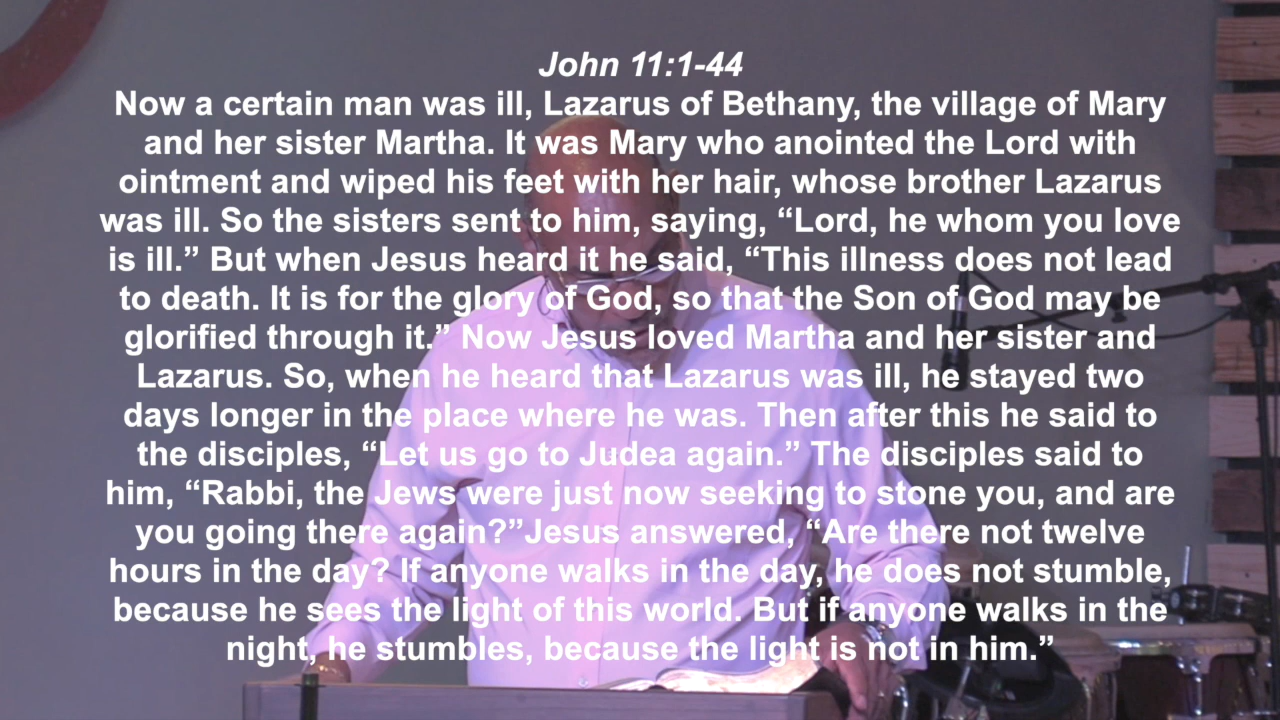 John 11:1-44
Now a certain man was ill, Lazarus of Bethany, the village of Mary
and her sister Martha. It was Mary who anointed the Lord with
ointment and wiped his feet with her hair, whose brother Lazarus
was ill. So the sisters sent to him, saying, “Lord, he whom you love
is ill.” But when Jesus heard it he said, “This illness does not lead
to death. It is for the glory of God, so that the Son of God may be
glorified through it.” Now Jesus loved Martha and her sister and
Lazarus. So, when he heard that Lazarus was ill, he stayed two
days longer in the place where he was. Then after this he said to
the disciples, “Let us go to Judea again.” The disciples said to
him, “Rabbi, the Jews were just now seeking to stone you, and are
you going there again?”Jesus answered, “Are there not twelve
hours in the day? If anyone walks in the day, he does not stumble,
because he sees the light of this world. But if anyone walks in the
night, he stumbles, because the light is not in him.”